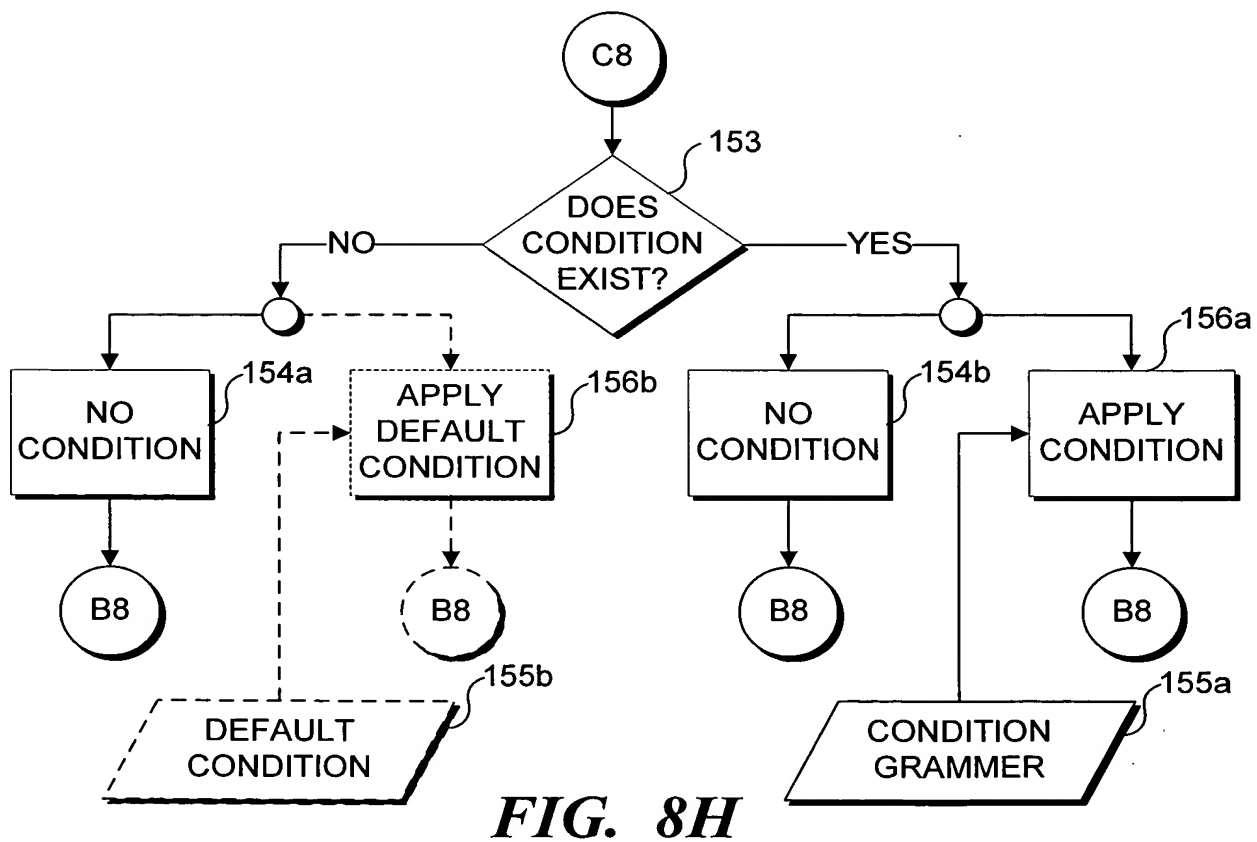 C8
153
DOES
CONDITION
EXIST?
NO
YES
154a
156b
154b
156a
NO
CONDITION
APPLY
DEFAULT
CONDITION
NO
CONDITION
APPLY
CONDITION
B8
B8
B8
B8
155b
155a
DEFAULT
CONDITION
CONDITION
GRAMMER
FIG. 8H